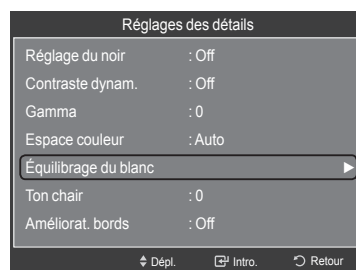 Réglages des détails
Réglage du noir : Off
Contraste dynam. : Off
Gamma : 0
Espace couleur : Auto
Équilibrage du blanc
Ton chair : 0
Améliorat. bords : Off
Dépl. Intro. Retour